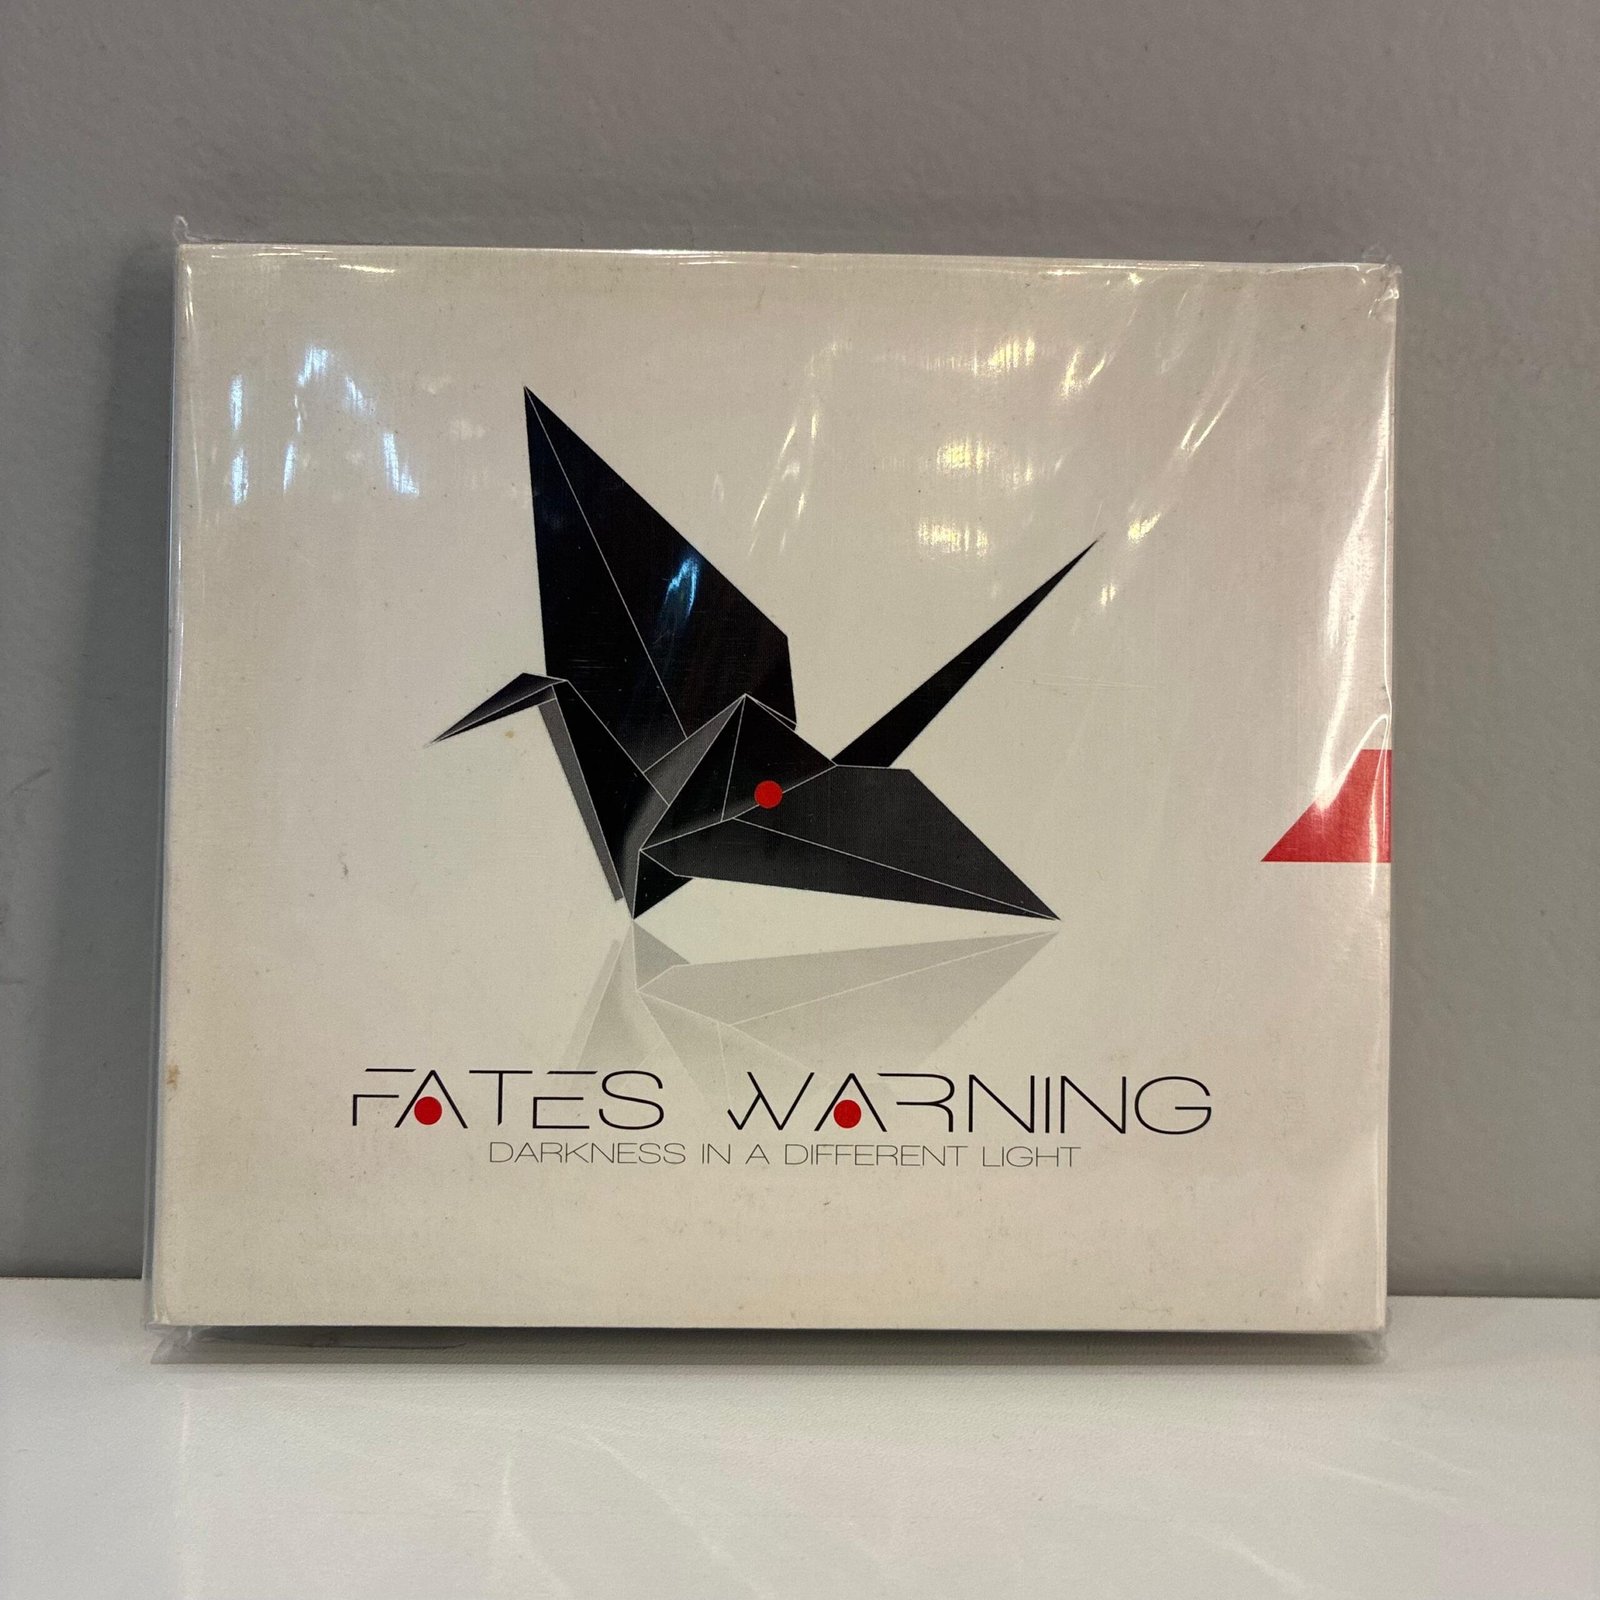 FATES WARNING
DARKNESS IN A DIFFERENT LIGHT